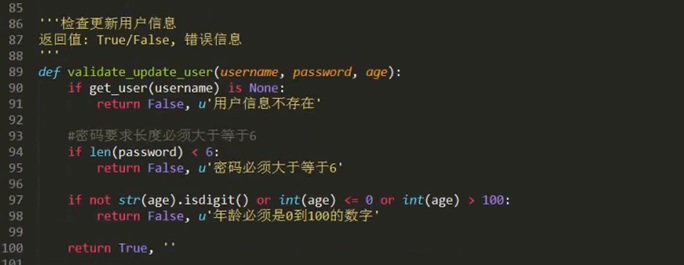 85
86 '''检查更新用户信息
87 返回值: True/False, 错误信息
88 '''
89 def validate_update_user(username, password, age):
90     if get_user(username) is None:
91         return False, u'用户信息不存在'
92
93     #密码要求长度必须大于等于6
94     if len(password) < 6:
95         return False, u'密码必须大于等于6'
96
97     if not str(age).isdigit() or int(age) <= 0 or int(age) > 100:
98         return False, u'年龄必须是0到100的数字'
99
100     return True, ''
101